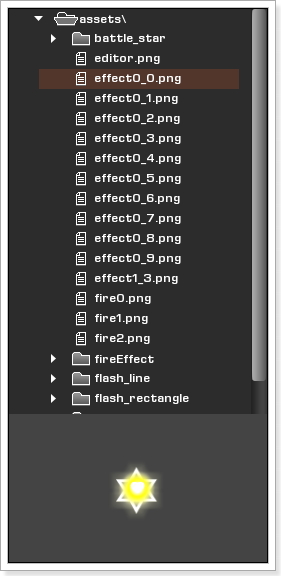 assets\
battle_star
editor.png
effect0_0.png
effect0_1.png
effect0_2.png
effect0_3.png
effect0_4.png
effect0_5.png
effect0_6.png
effect0_7.png
effect0_8.png
effect0_9.png
effect1_3.png
fire0.png
fire1.png
fire2.png
fireEffect
flash_line
flash_rectangle